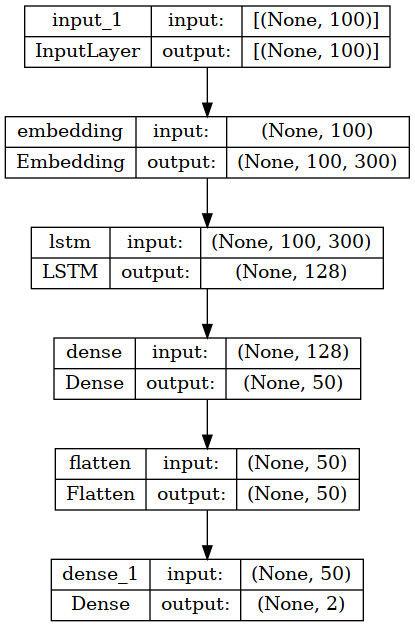 input_1 input: [(None, 100)]
InputLayer output: [(None, 100)]
embedding input: (None, 100)
Embedding output: (None, 100, 300)
lstm input: (None, 100, 300)
LSTM output: (None, 128)
dense input: (None, 128)
Dense output: (None, 50)
flatten input: (None, 50)
Flatten output: (None, 50)
dense_1 input: (None, 50)
Dense output: (None, 2)